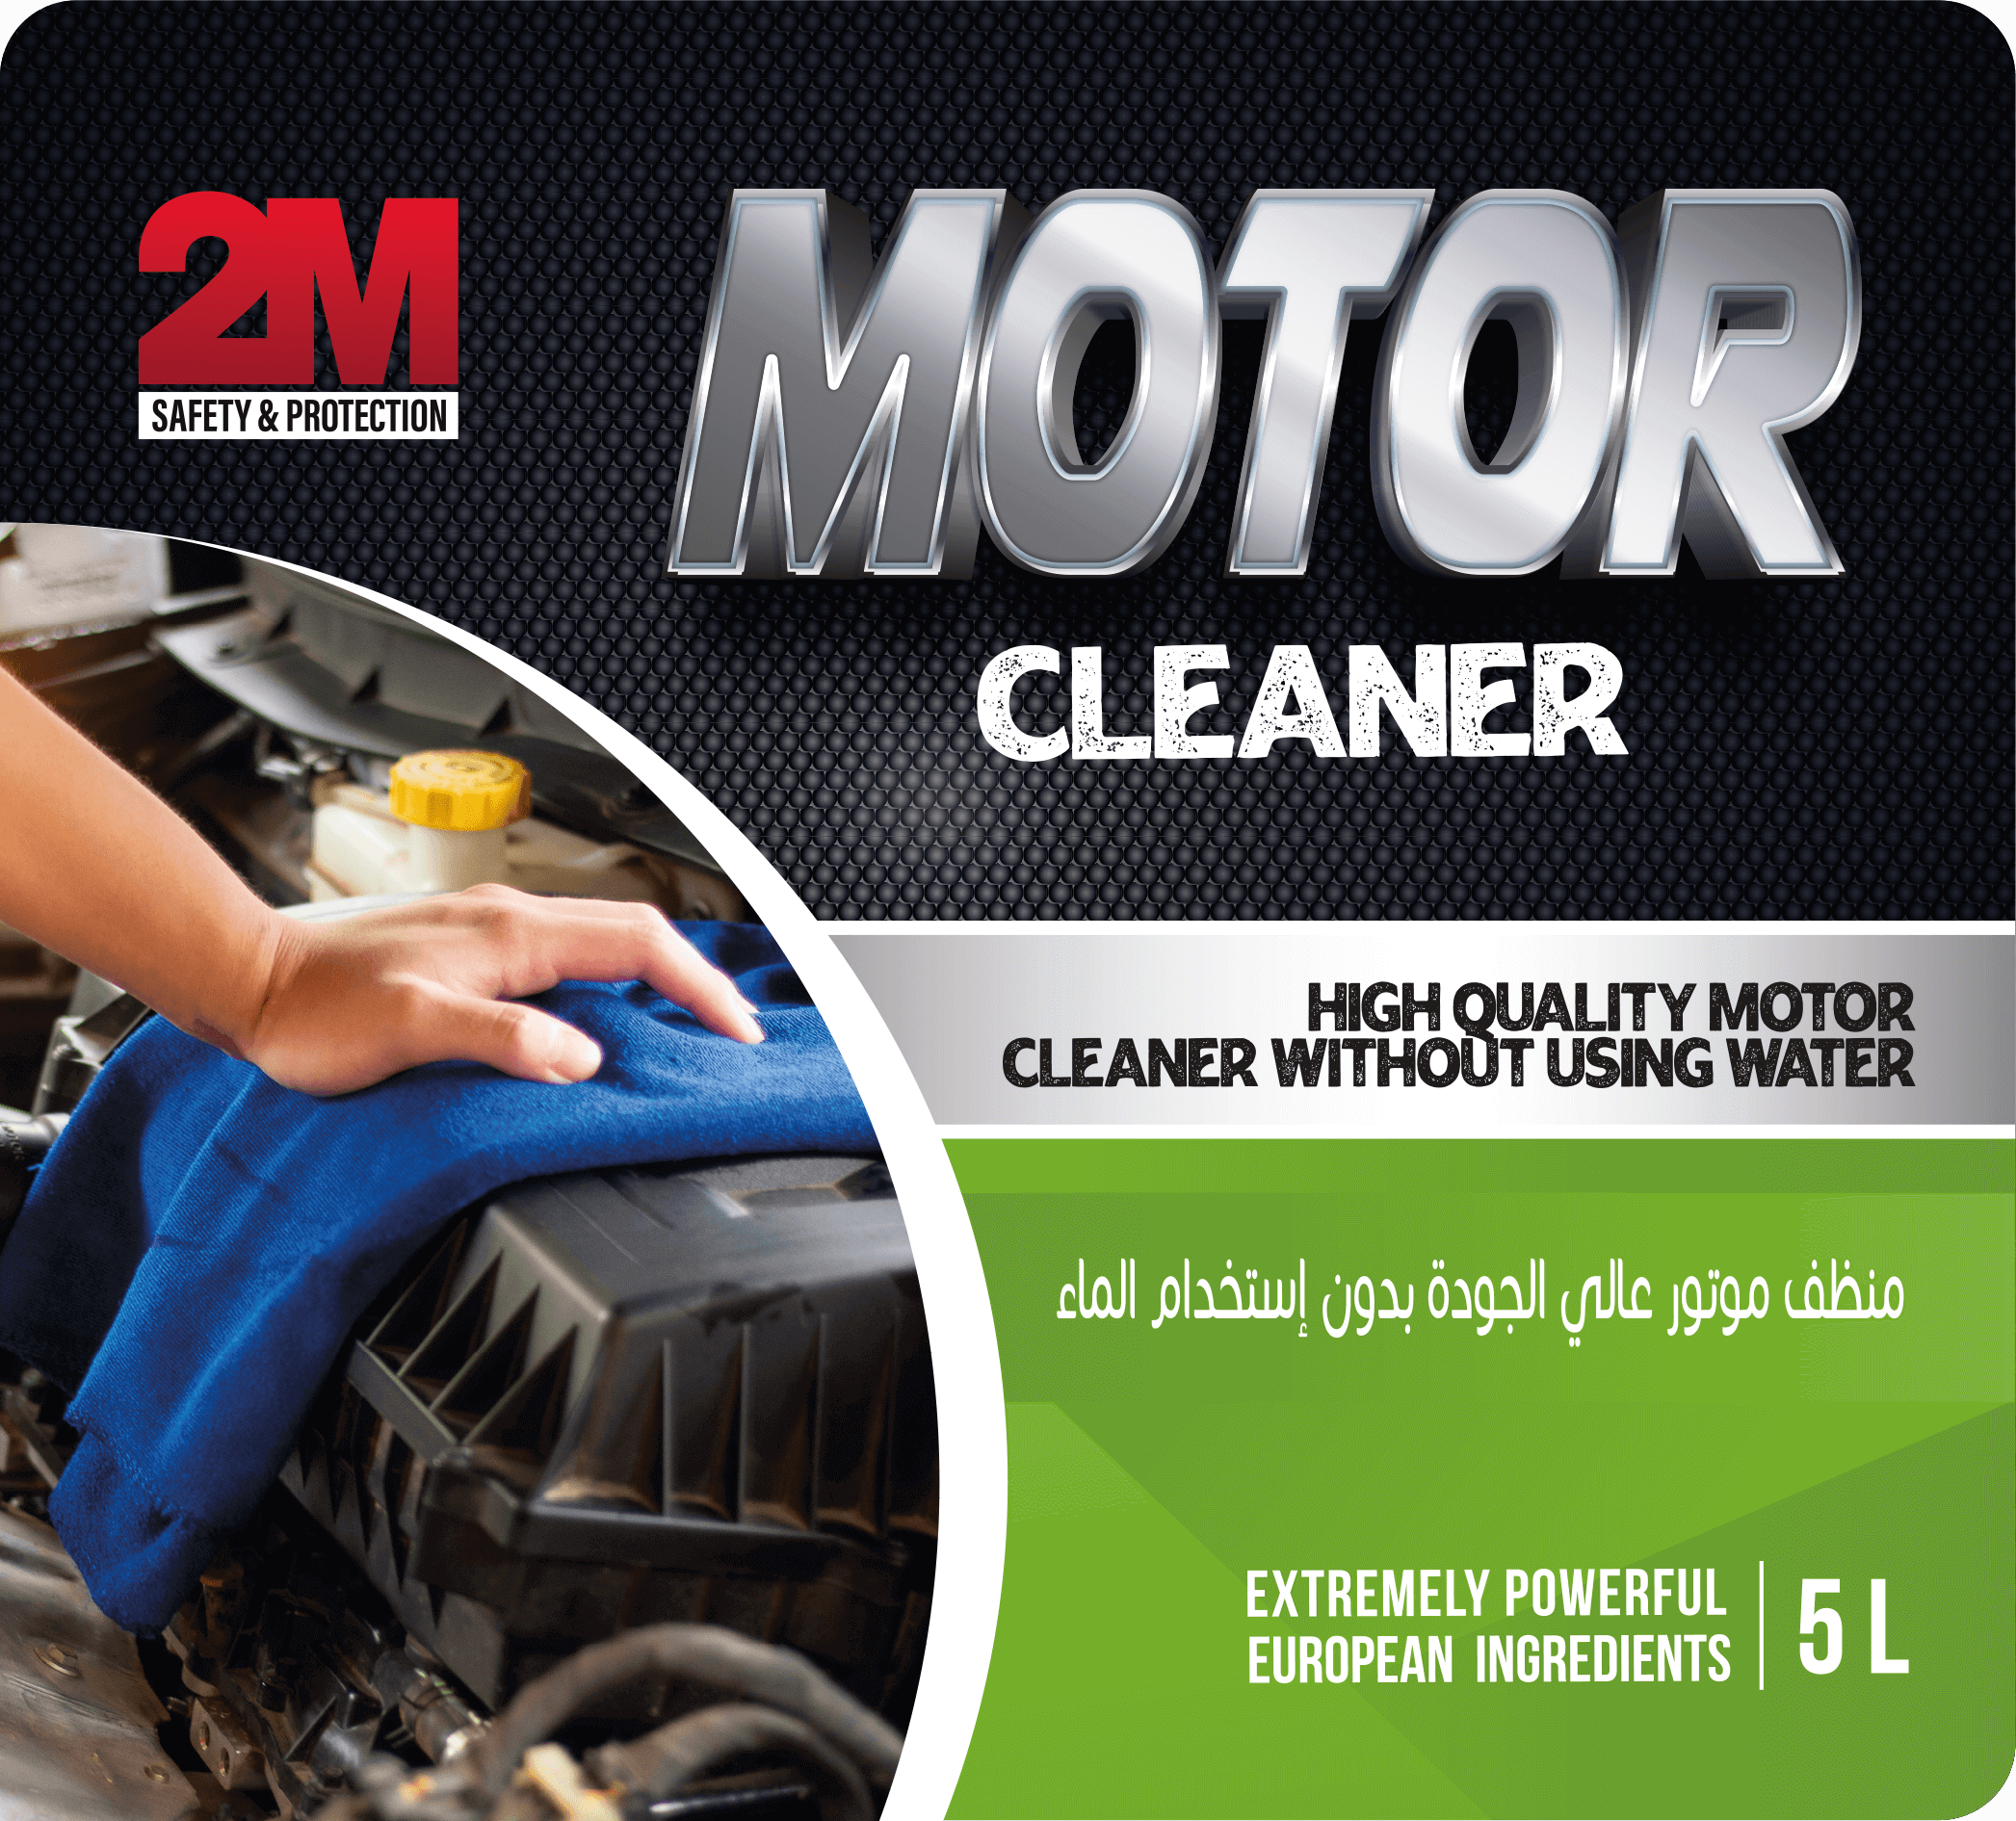 2M
SAFETY & PROTECTION
MOTOR
CLEANER
HIGH QUALITY MOTOR
CLEANER WITHOUT USING WATER
منظف موتور عالي الجودة بدون إستخدام الماء
EXTREMELY POWERFUL
EUROPEAN INGREDIENTS
5 L